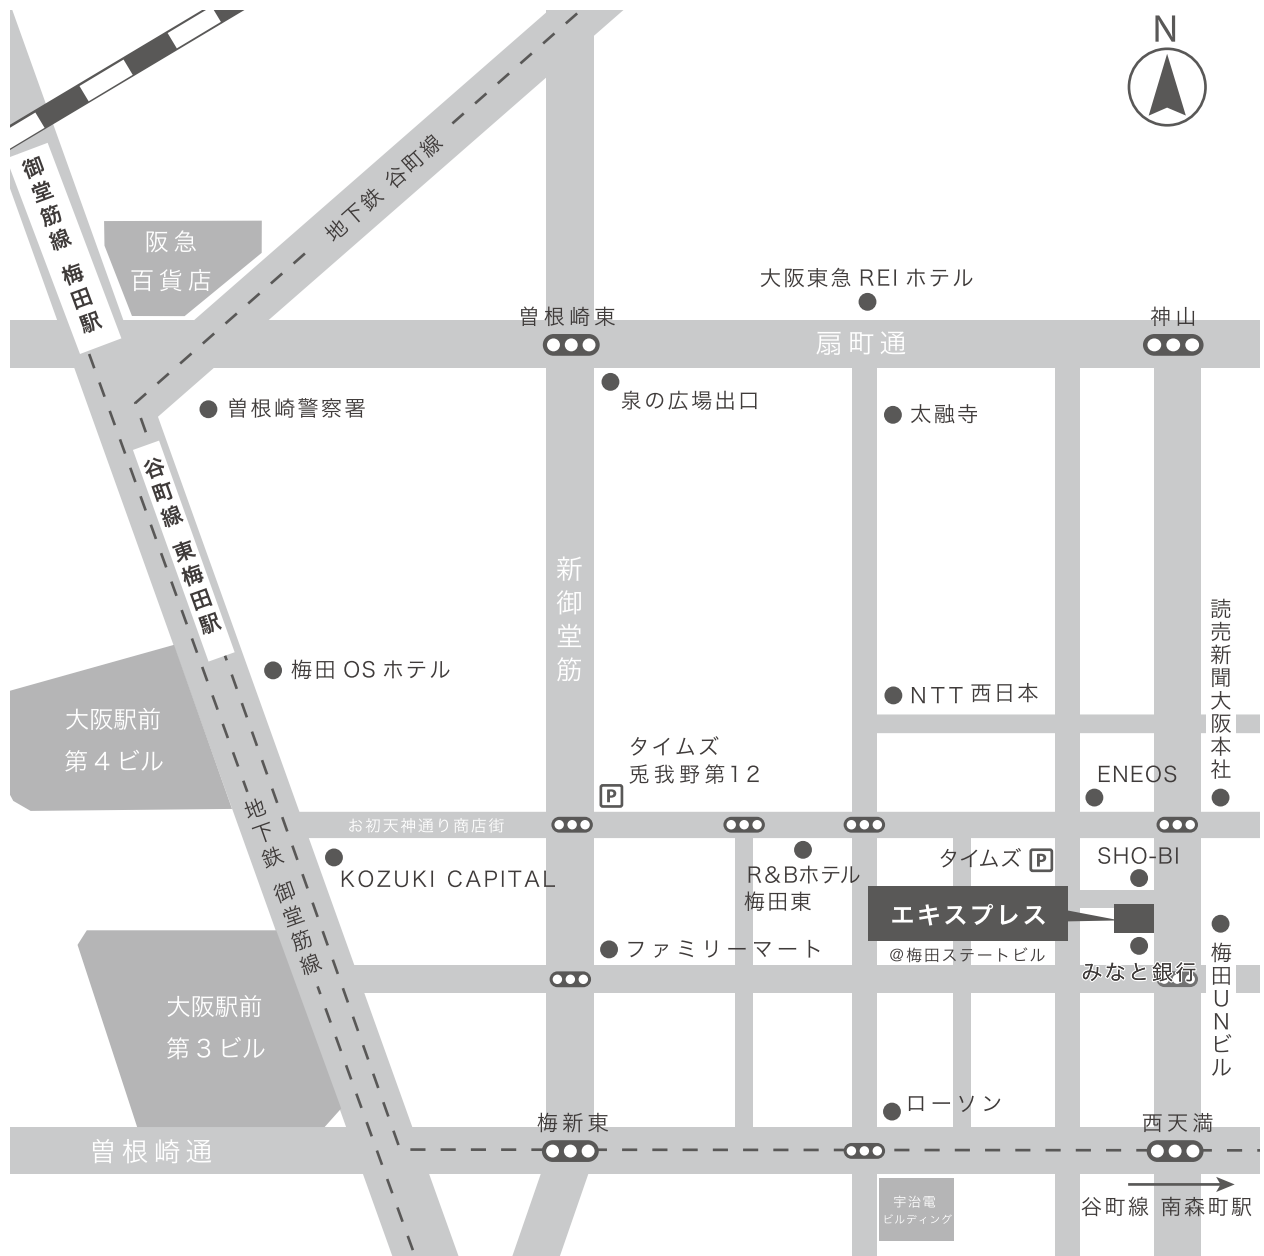 N
御堂筋線 梅田駅
地下鉄 谷町線
阪急
百貨店
大阪東急 REI ホテル
曽根崎東
扇町通
神山
曽根崎警察署
泉の広場出口
太融寺
谷町線 東梅田駅
新御堂筋
梅田 OS ホテル
NTT 西日本
読売新聞大阪本社
大阪駅前
第4ビル
タイムズ
兎我野第12
P
ENEOS
お初天神通り商店街
地下鉄 御堂筋線
KOZUKI CAPITAL
R&Bホテル
梅田東
タイムズ P
SHO-BI
エキスプレス
@梅田ステートビル
ファミリーマート
みなと銀行
梅田UNビル
大阪駅前
第3ビル
ローソン
曽根崎通
梅新東
西天満
宇治電
ビルディング
谷町線 南森町駅